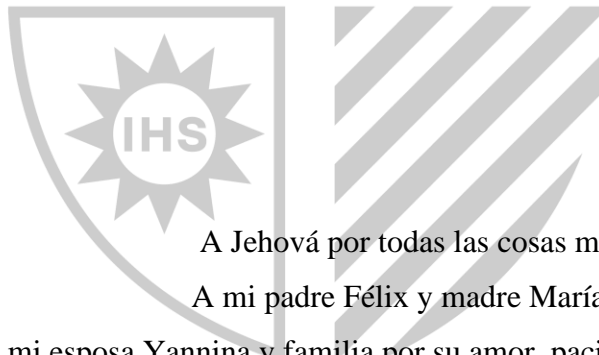 IHS
A Jehová por todas las cosas m
A mi padre Félix y madre María
mi esposa Yannina y familia por su amor, paci